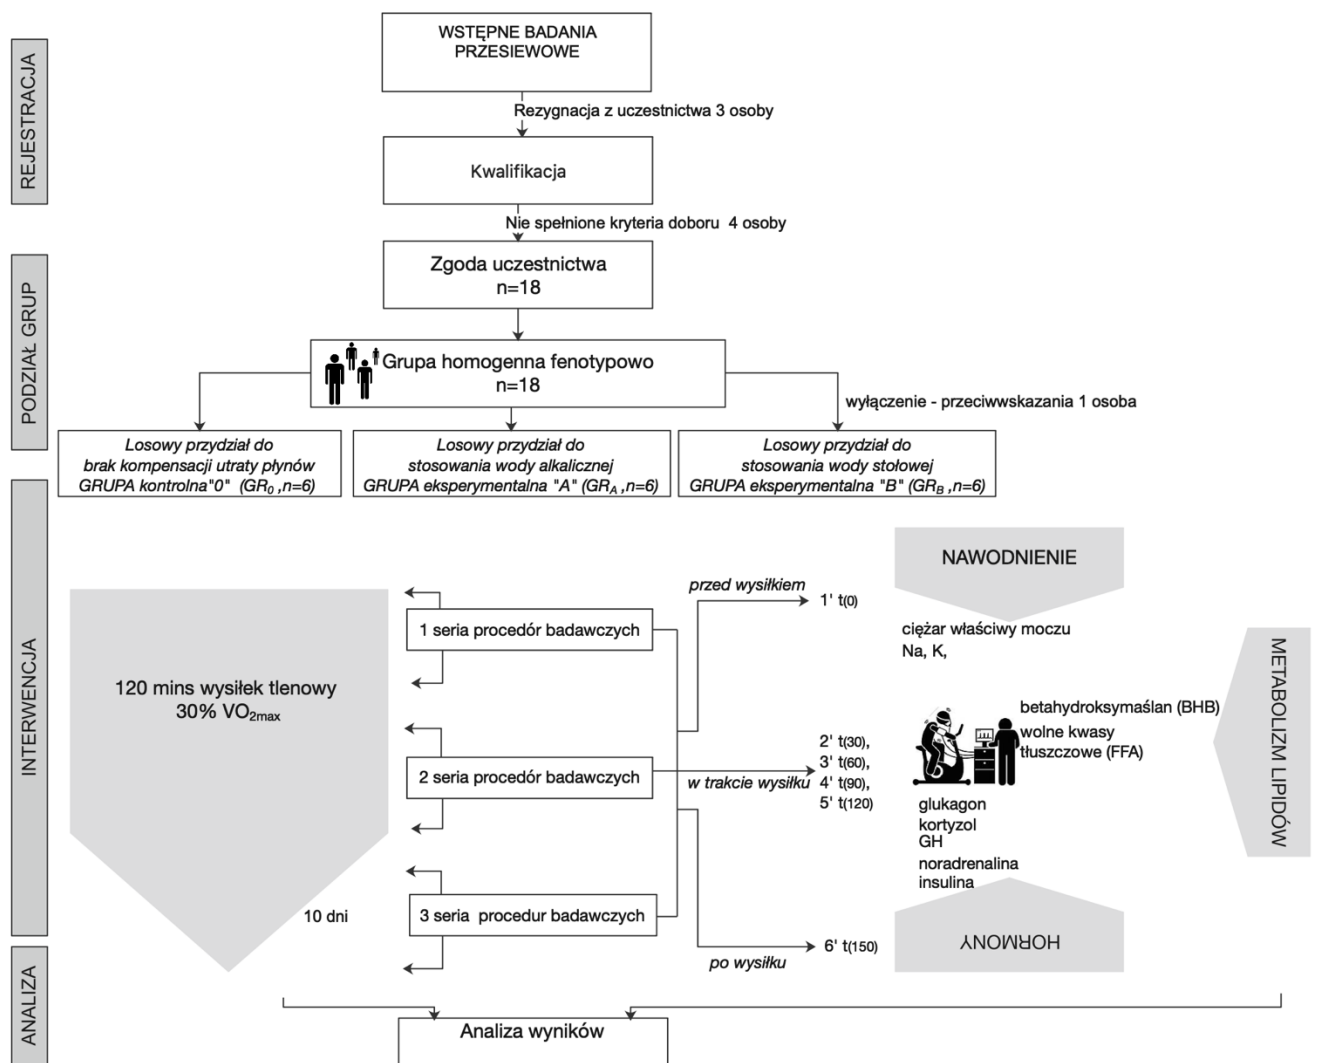 WSTĘPNE BADANIA
PRZESIEWOWE
REJESTRACJA
Rezygnacja z uczestnictwa 3 osoby
Kwalifikacja
Nie spełnione kryteria doboru 4 osoby
PODZIAŁ GRUP
Zgoda uczestnictwa
n=18
Grupa homogenna fenotypowo
n=18
wyłączenie - przeciwwskazania 1 osoba
Losowy przydział do
brak kompensacji utraty płynów
GRUPA kontrolna"0" (GR0 ,n=6)
Losowy przydział do
stosowania wody alkalicznej
GRUPA eksperymentalna "A" (GRA ,n=6)
Losowy przydział do
stosowania wody stołowej
GRUPA eksperymentalna "B" (GRB ,n=6)
INTERWENCJA
120 mins wysiłek tlenowy
30% VO2max
10 dni
1 seria procedór badawczych
2 seria procedór badawczych
3 seria procedur badawczych
przed wysiłkiem
1' t(0)
w trakcie wysiłku
2' t(30),
3' t(60),
4' t(90),
5' t(120)
po wysiłku
6' t(150)
NAWODNIENIE
ciężar właściwy moczu
Na, K,
betahydroksymaślan (BHB)
wolne kwasy
tłuszczowe (FFA)
METABOLIZM LIPIDÓW
glukagon
kortyzol
GH
noradrenalina
insulina
HORMONY
ANALIZA
Analiza wyników